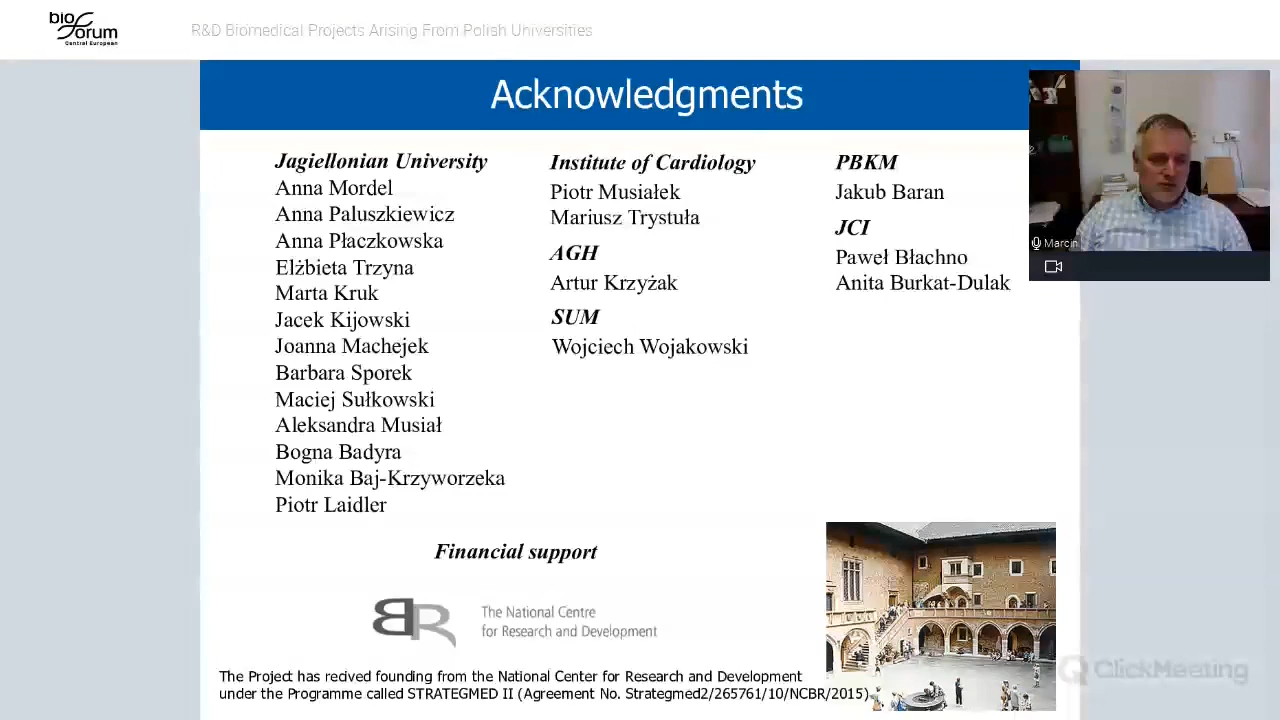 bio
Forum
Central European
R&D Biomedical Projects Arising From Polish Universities
Acknowledgments
Jagiellonian University
Anna Mordel
Anna Paluszkiewicz
Anna Płaczkowska
Elżbieta Trzyna
Marta Kruk
Jacek Kijowski
Joanna Machejek
Barbara Sporek
Maciej Sułkowski
Aleksandra Musiał
Bogna Badyra
Monika Baj-Krzyworzeka
Piotr Laidler
Institute of Cardiology
Piotr Musiałek
Mariusz Trystuła
AGH
Artur Krzyżak
SUM
Wojciech Wojakowski
PBKM
Jakub Baran
JCI
Paweł Błachno
Anita Burkat-Dulak
Marcin
Financial support
BR
The National Centre
for Research and Development
The Project has recived founding from the National Center for Research and Development
under the Programme called STRATEGMED II (Agreement No. Strategmed2/265761/10/NCBR/2015)
ClickMeeting